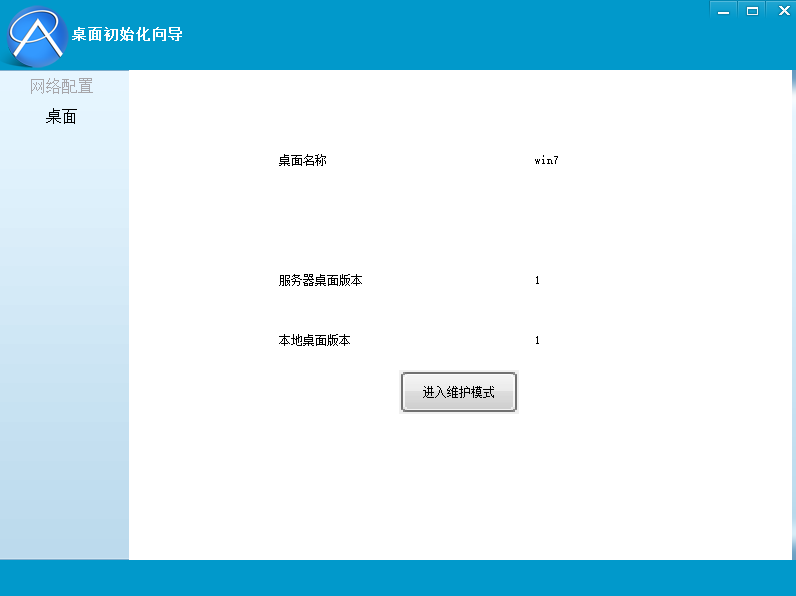 桌面初始化向导
网络配置
桌面
桌面名称 win7
服务器桌面版本 1
本地桌面版本 1
进入维护模式